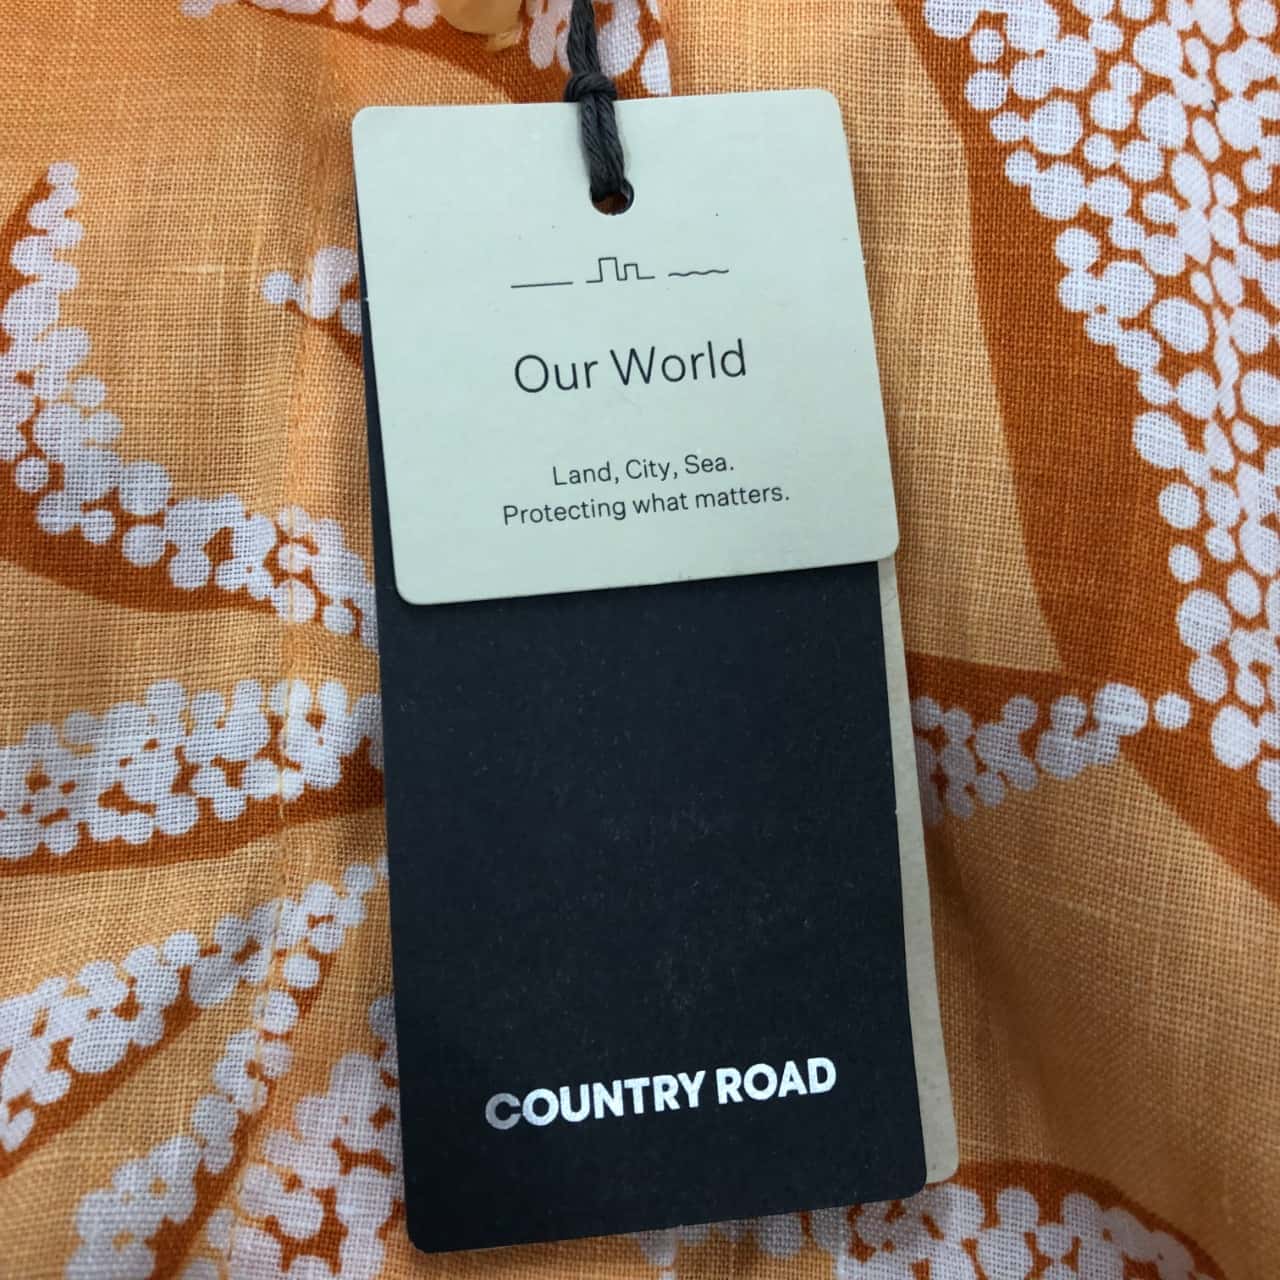 Our World
Land, City, Sea.
Protecting what matters.
COUNTRY ROAD